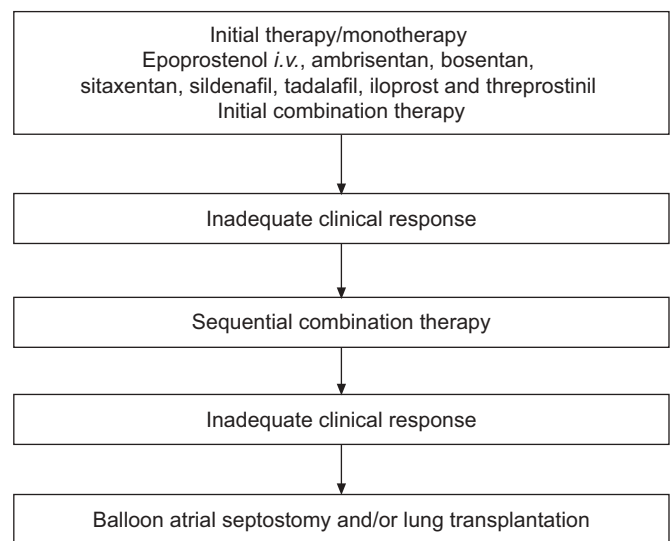 Initial therapy/monotherapy
Epoprostenol i.v., ambrisentan, bosentan,
sitaxentan, sildenafil, tadalafil, iloprost and threprostinil
Initial combination therapy
Inadequate clinical response
Sequential combination therapy
Inadequate clinical response
Balloon atrial septostomy and/or lung transplantation